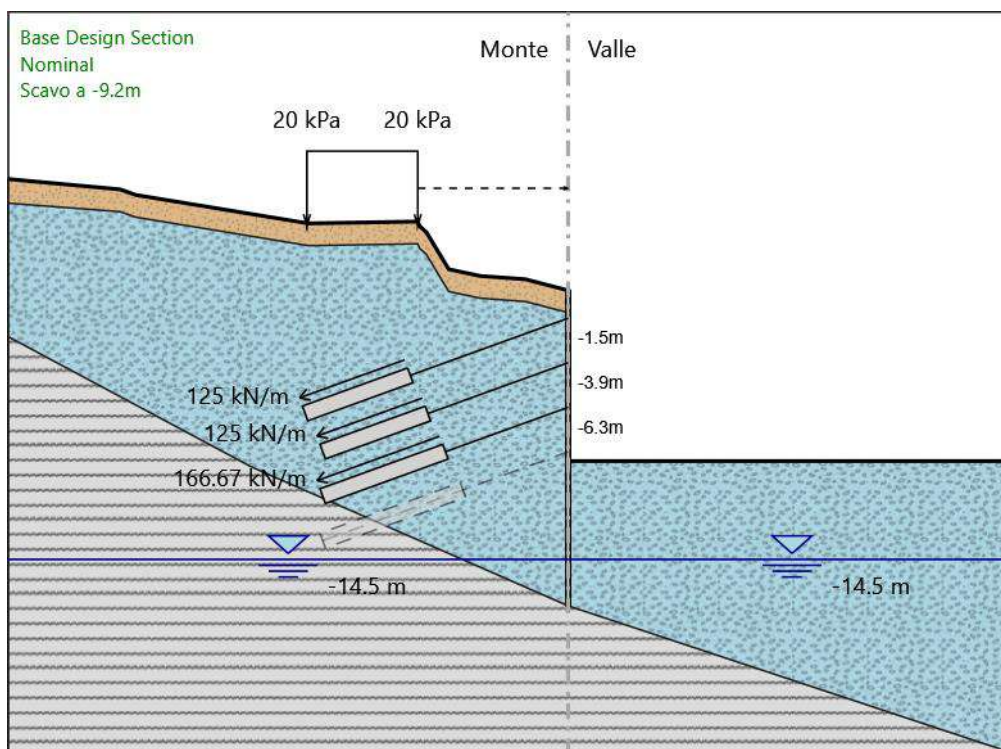 Base Design Section
Nominal
Scavo a -9.2m
Monte
Valle
20 kPa
20 kPa
-1.5m
-3.9m
-6.3m
125 kN/m
125 kN/m
166.67 kN/m
-14.5 m
-14.5 m